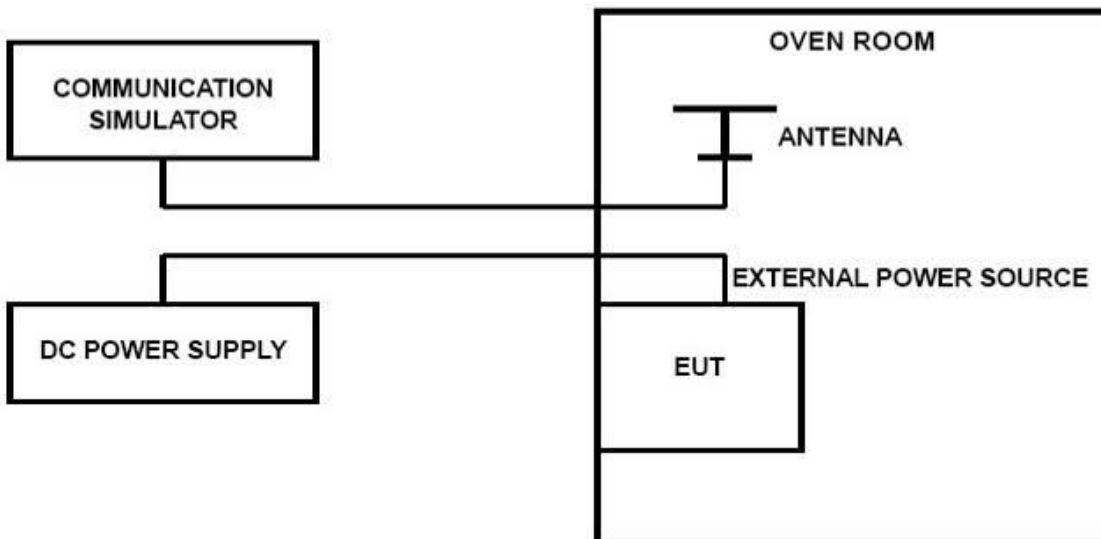 OVEN ROOM
COMMUNICATION
SIMULATOR
ANTENNA
EXTERNAL POWER SOURCE
DC POWER SUPPLY
EUT